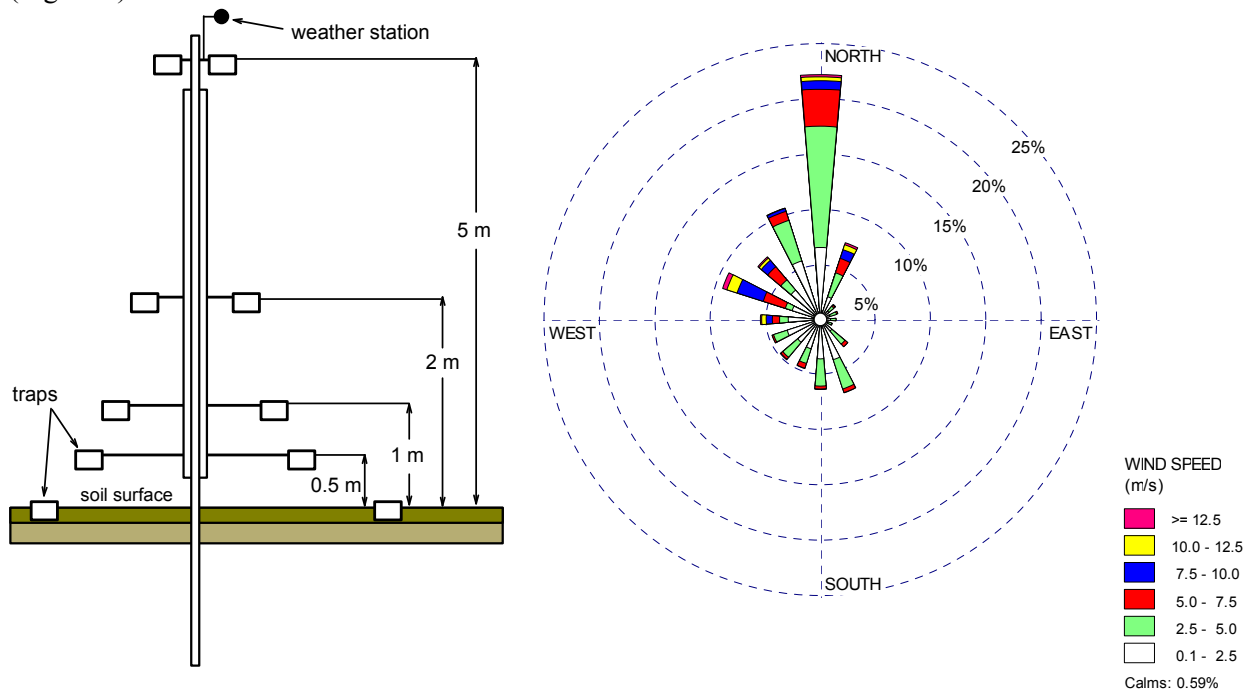 weather station
5 m
2 m
traps
1 m
0.5 m
soil surface
NORTH
25%
20%
15%
10%
5%
WEST
EAST
SOUTH
WIND SPEED
(m/s)
>= 12.5
10.0 - 12.5
7.5 - 10.0
5.0 - 7.5
2.5 - 5.0
0.1 - 2.5
Calms: 0.59%